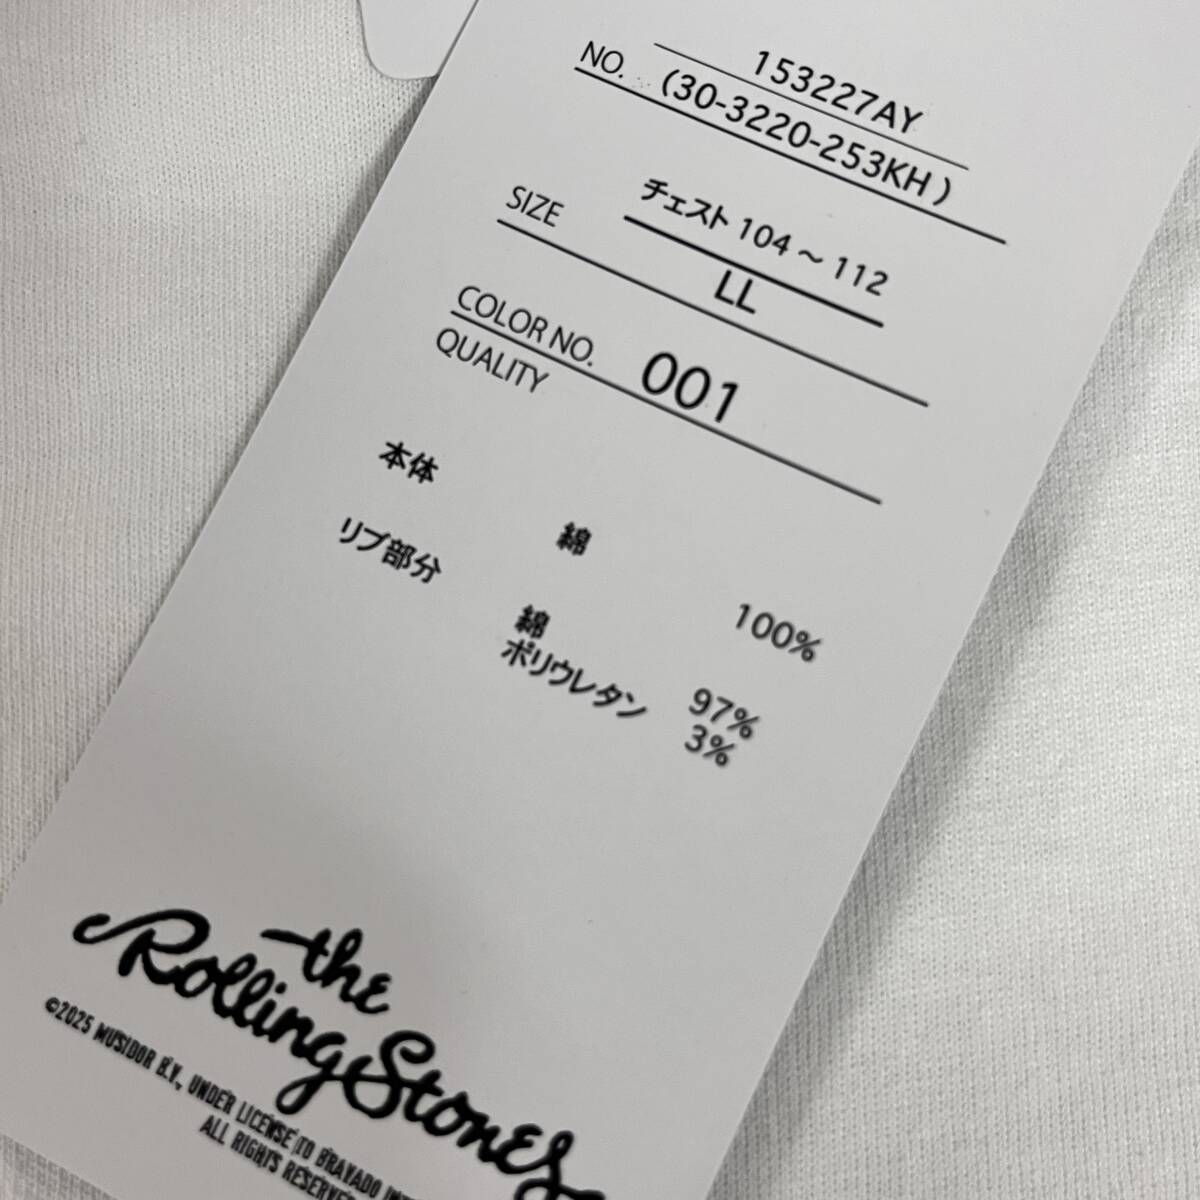 NO. 153227AY
(30-3220-253KH)
SIZE チェスト 104～112
LL
COLOR NO. 001
QUALITY
本体 綿 100%
リブ部分 綿 97%
ポリウレタン 3%
the
Rolling Stones
©2025 MUSIDOR B.V. UNDER LICENSE TO BRAVADO
ALL RIGHTS RESERVED